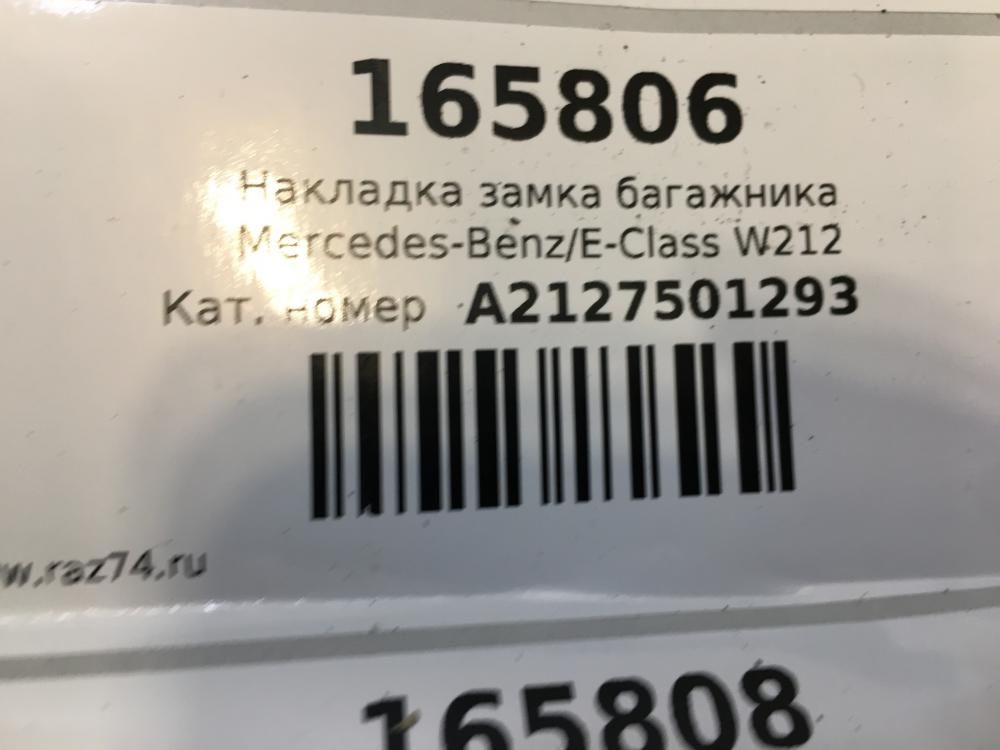 165806
Накладка замка багажника
Mercedes-Benz/E-Class W212
Кат. номер A2127501293
w.raz74.ru
165808